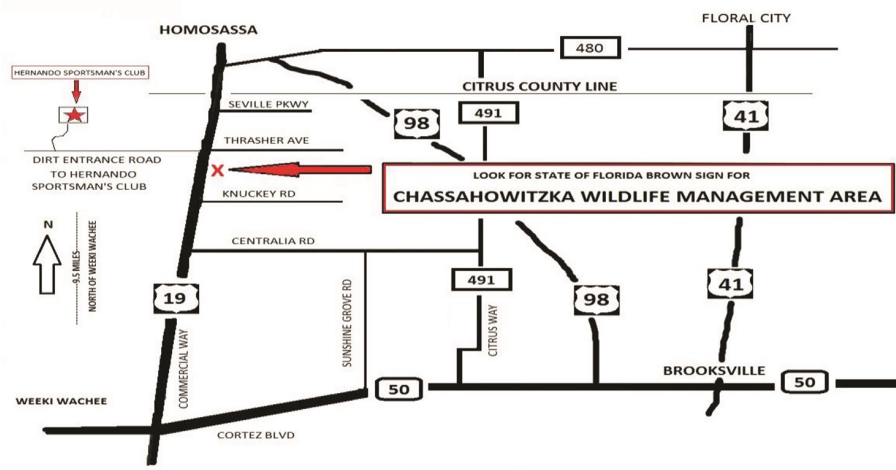 FLORAL CITY
HOMOSASSA
480
HERNANDO SPORTSMAN'S CLUB
CITRUS COUNTY LINE
SEVILLE PKWY
491
98
41
THRASHER AVE
DIRT ENTRANCE ROAD
TO HERNANDO
SPORTSMAN'S CLUB
X
LOOK FOR STATE OF FLORIDA BROWN SIGN FOR
CHASSAHOWITZKA WILDLIFE MANAGEMENT AREA
KNUCKEY RD
N
9.5 MILES
NORTH OF WEEKI WACHEE
CENTRALIA RD
491
41
19
98
SUNSHINE GROVE RD
CITRUS WAY
COMMERCIAL WAY
BROOKSVILLE
50
50
WEEKI WACHEE
CORTEZ BLVD